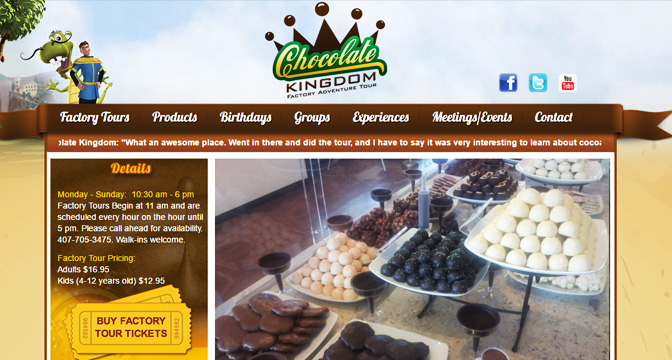 Chocolate
KINGDOM
FACTORY ADVENTURE TOUR
You
Tube
Factory Tours Products Birthdays Groups Experiences Meetings/Events Contact
olate Kingdom: "What an awesome place. Went in there and did the tour, and I have to say it was very interesting to learn about cocoa
Details
Monday - Sunday: 10:30 am - 6 pm
Factory Tours Begin at 11 am and are
scheduled every hour on the hour until
5 pm. Please call ahead for availability.
407-705-3475. Walk-ins welcome.
Factory Tour Pricing:
Adults $16.95
Kids (4-12 years old) $12.95
BUY FACTORY
TOUR TICKETS